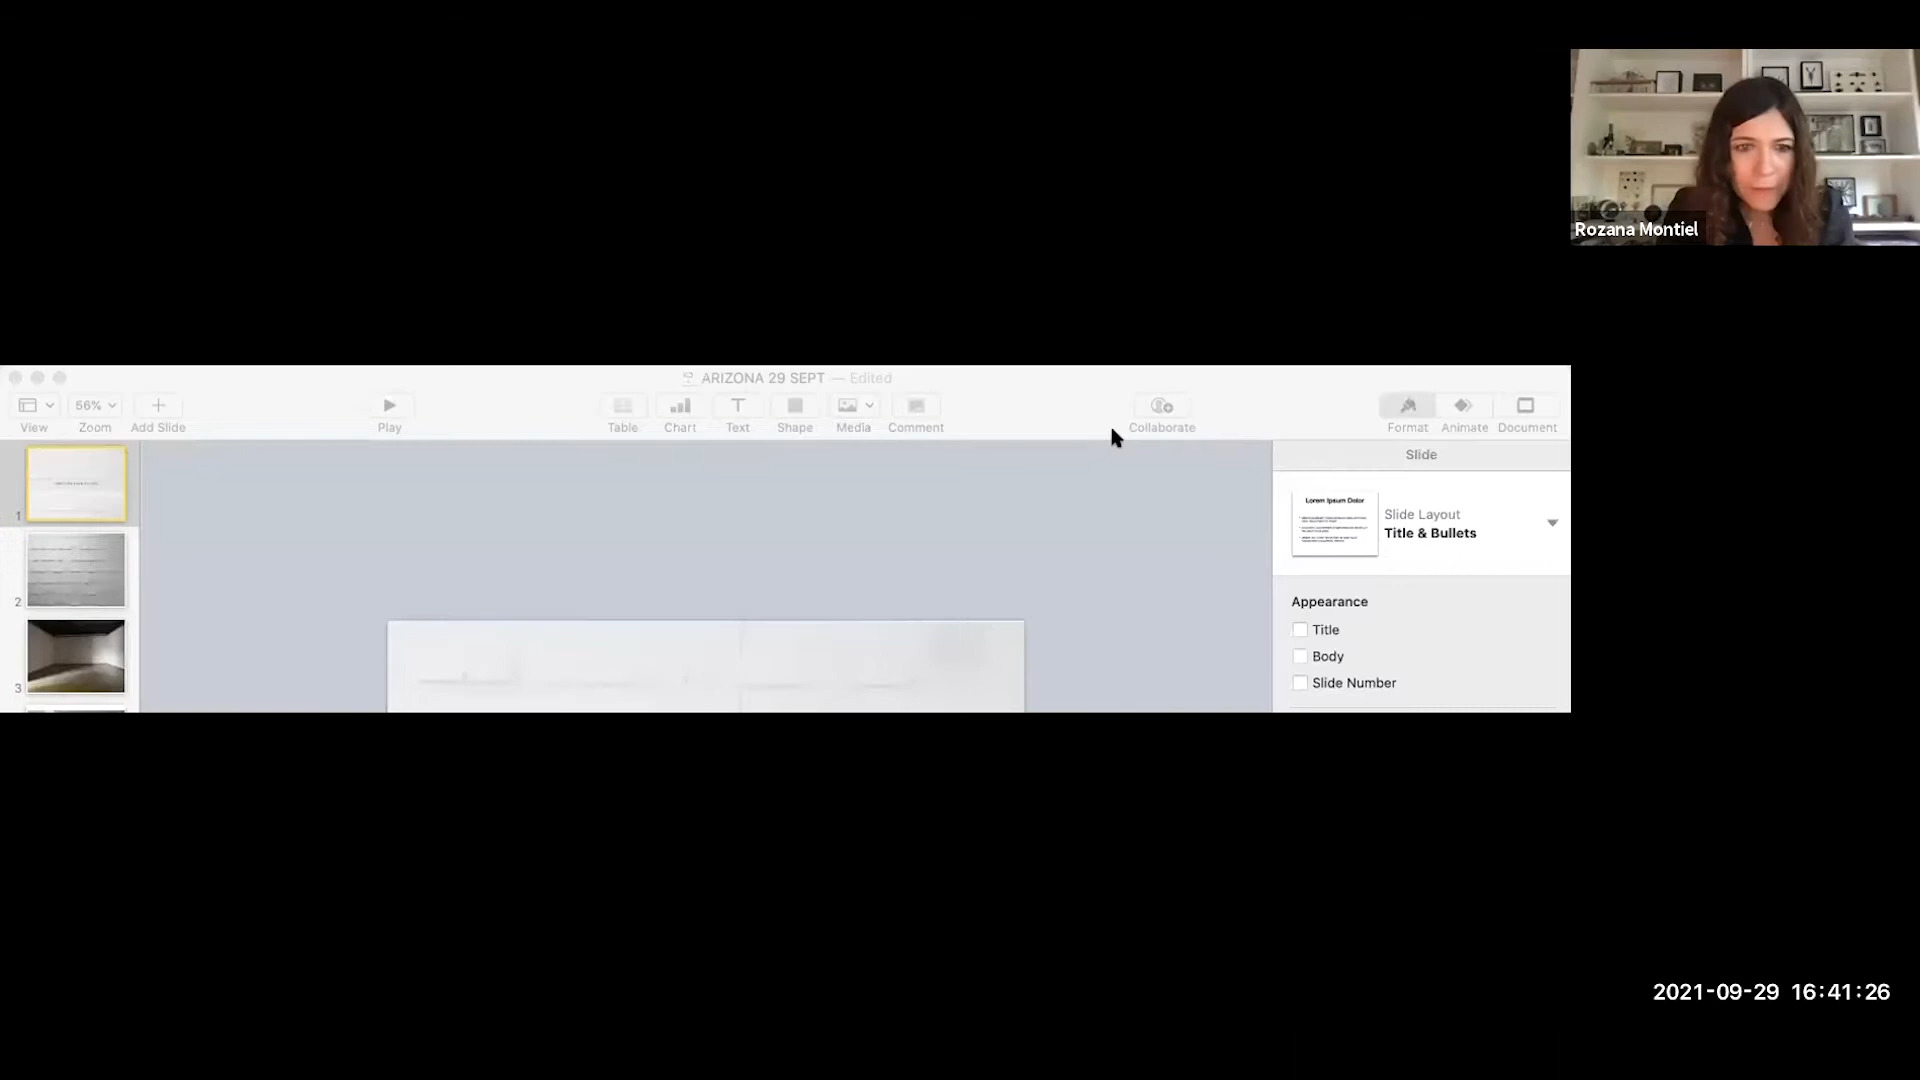 Rozana Montiel
ARIZONA 29 SEPT — Edited
56%
View
Zoom
Add Slide
Play
Table
Chart
Text
Shape
Media
Comment
Collaborate
Format
Animate
Document
Slide
1
2
3
Lorem Ipsum Dolor
Slide Layout
Title & Bullets
Appearance
Title
Body
Slide Number
2021-09-29 16:41:26